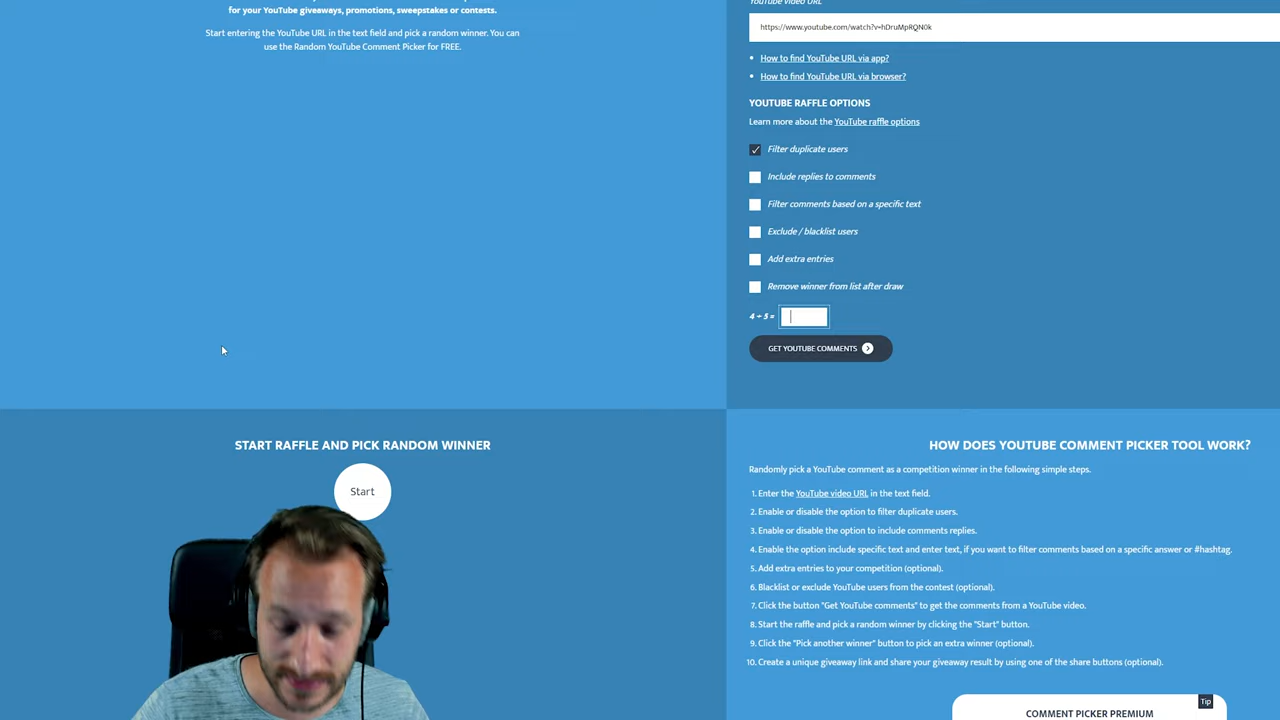 for your YouTube giveaways, promotions, sweepstakes or contests.
Start entering the YouTube URL in the text field and pick a random winner. You can
use the Random YouTube Comment Picker for FREE.
YouTube video URL
https://www.youtube.com/watch?v=hDruMpRQN0k
How to find YouTube URL via app?
How to find YouTube URL via browser?
YOUTUBE RAFFLE OPTIONS
Learn more about the YouTube raffle options
Filter duplicate users
Include replies to comments
Filter comments based on a specific text
Exclude / blacklist users
Add extra entries
Remove winner from list after draw
4 + 5 =
GET YOUTUBE COMMENTS
START RAFFLE AND PICK RANDOM WINNER
Start
HOW DOES YOUTUBE COMMENT PICKER TOOL WORK?
Randomly pick a YouTube comment as a competition winner in the following simple steps.
1. Enter the YouTube video URL in the text field.
2. Enable or disable the option to filter duplicate users.
3. Enable or disable the option to include comments replies.
4. Enable the option include specific text and enter text, if you want to filter comments based on a specific answer or #hashtag.
5. Add extra entries to your competition (optional).
6. Blacklist or exclude YouTube users from the contest (optional).
7. Click the button "Get YouTube comments" to get the comments from a YouTube video.
8. Start the raffle and pick a random winner by clicking the "Start" button.
9. Click the "Pick another winner" button to pick an extra winner (optional).
10. Create a unique giveaway link and share your giveaway result by using one of the share buttons (optional).
Tip
COMMENT PICKER PREMIUM